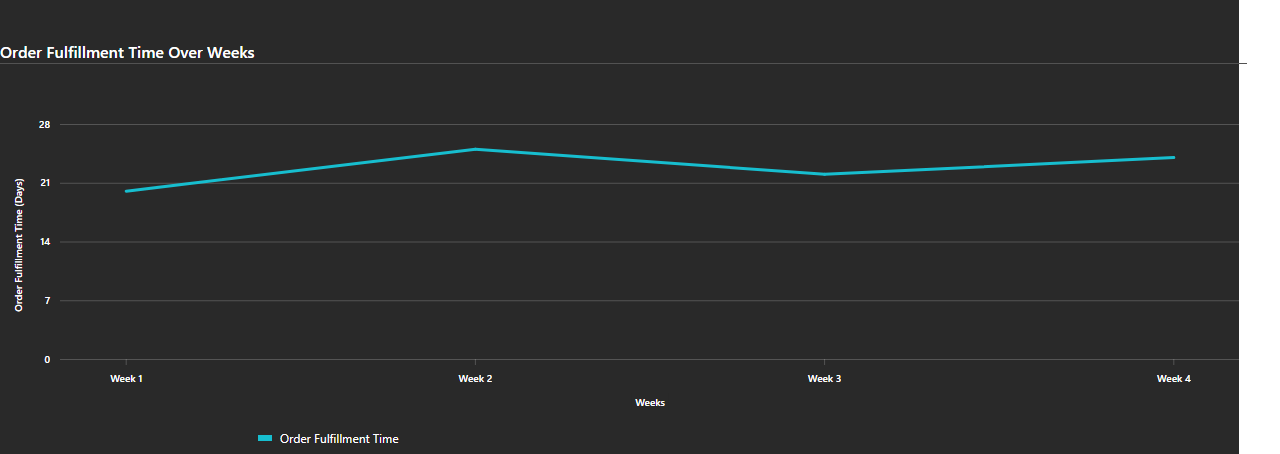 Order Fulfillment Time Over Weeks
28
21
14
7
0
Order Fulfillment Time (Days)
Week 1 Week 2 Week 3 Week 4
Weeks
Order Fulfillment Time